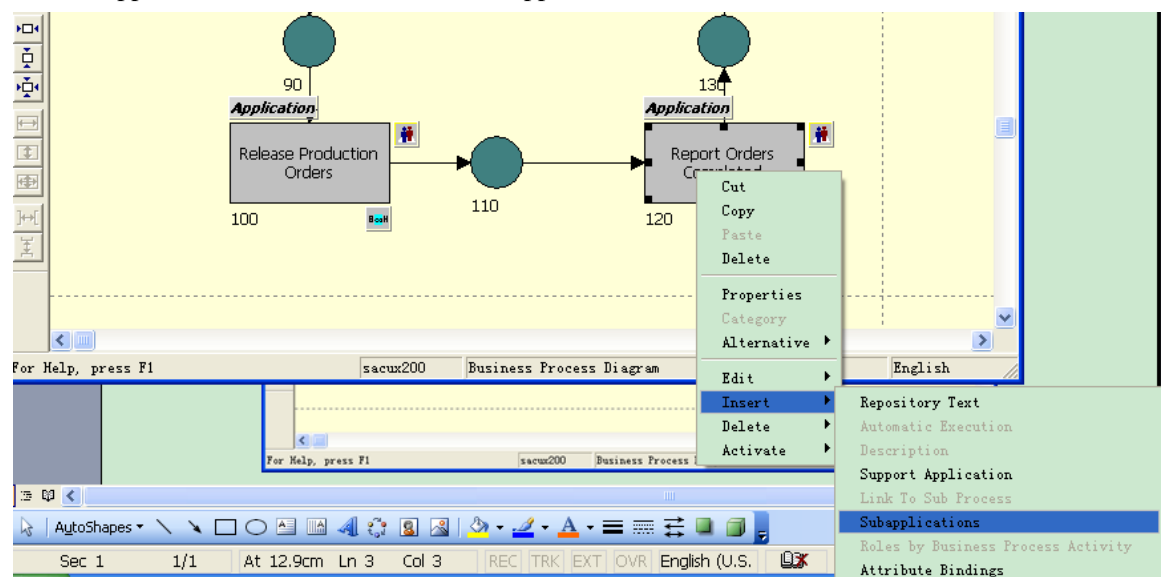 90
130
Application
Application
Release Production
Orders
Report Orders
100
110
120
Cut
Copy
Paste
Delete
Properties
Category
Alternative
Edit
Insert
Delete
Activate
Repository Text
Automatic Execution
Description
Support Application
Link To Sub Process
Subapplications
Roles by Business Process Activity
Attribute Bindings
For Help, press F1
sacux200
Business Process Diagram
English
For Help, press F1
sacux200
Business Process
AutoShapes
Sec 1
1/1
At 12.9cm
Ln 3
Col 3
REC
TRK
EXT
OVR
English (U.S.